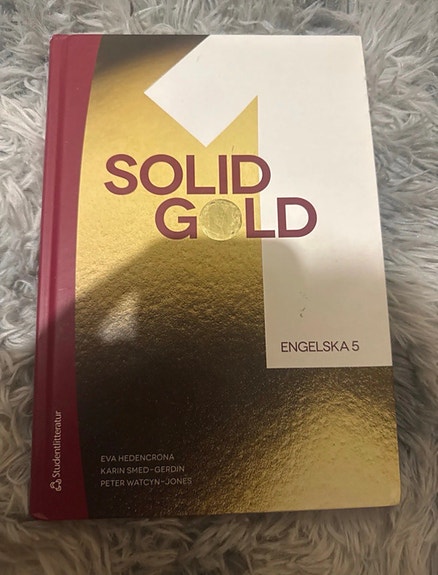 1
SOLID
GOLD
ENGELSKA 5
EVA HEDENCRONA
KARIN SMED-GERDIN
PETER WATCYN-JONES
Studentlitteratur